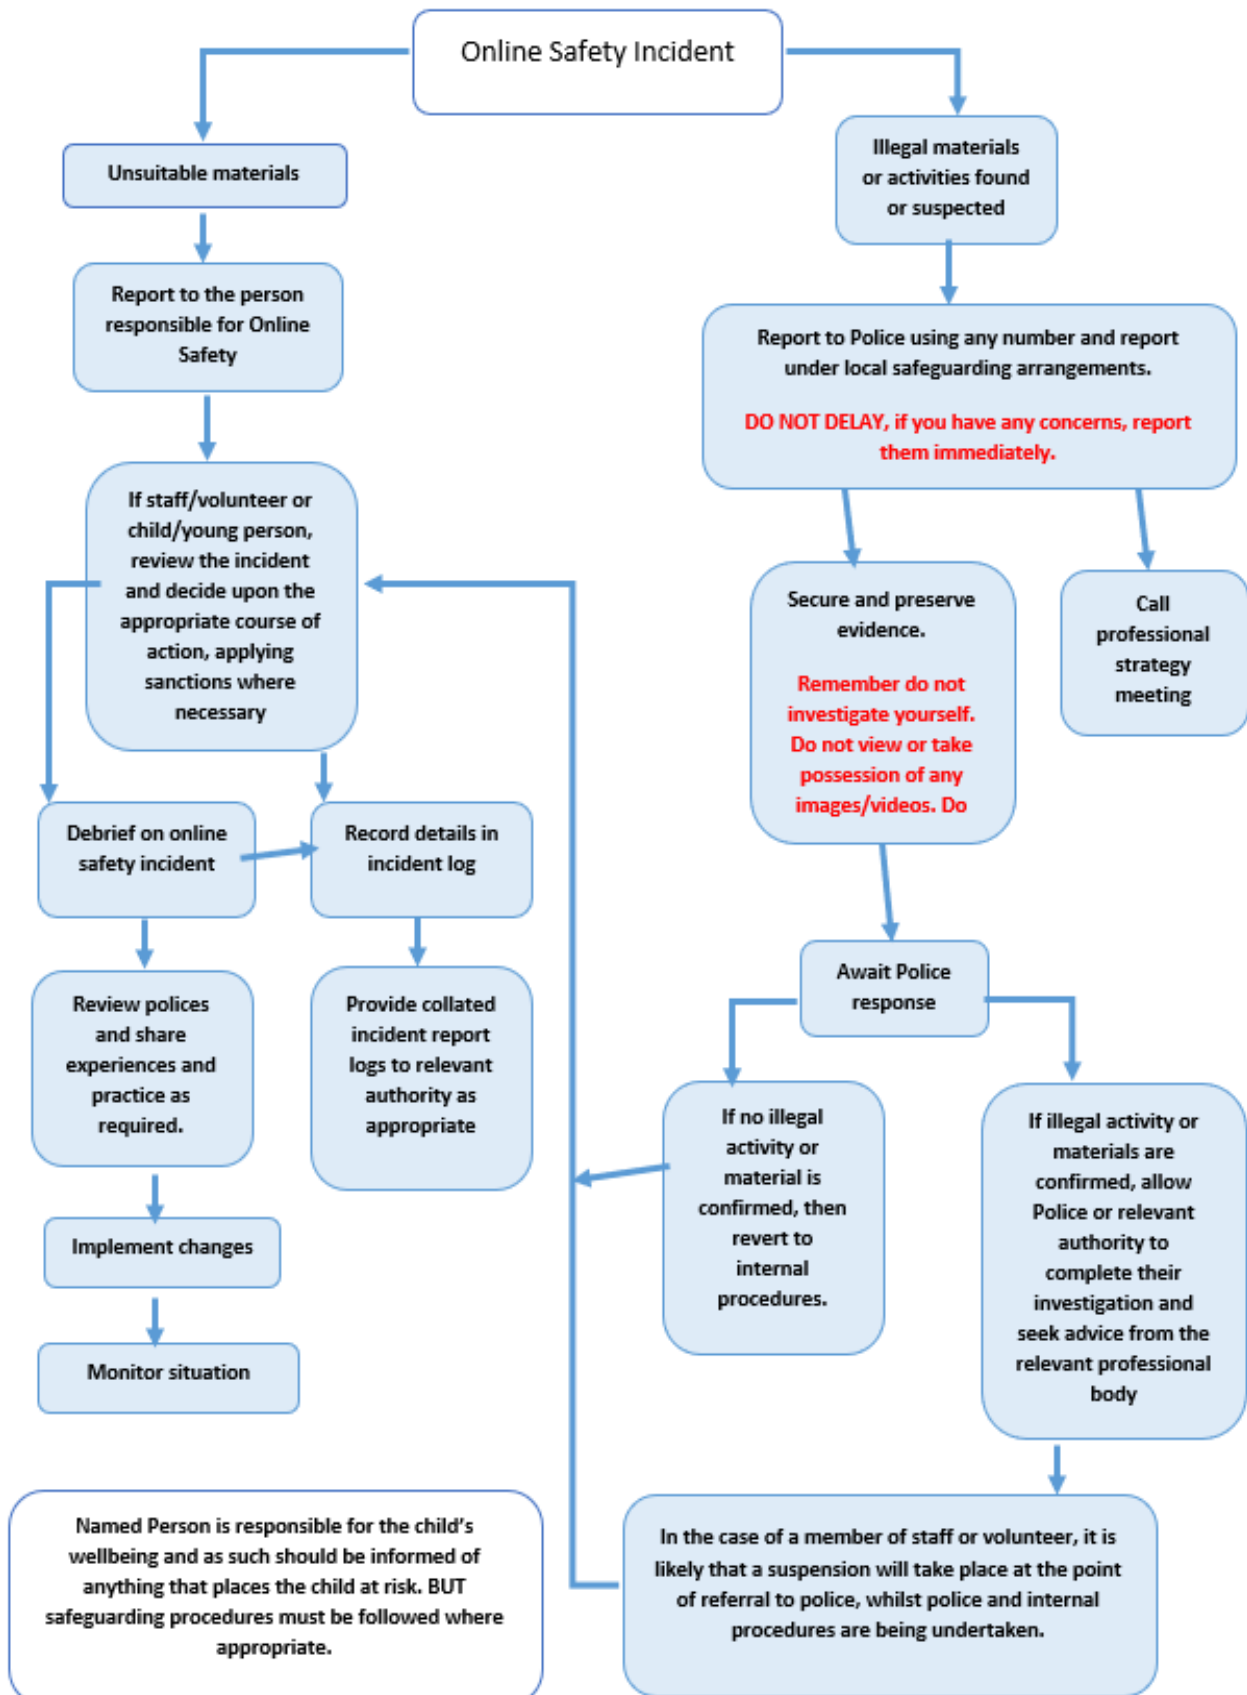 Online Safety Incident
Unsuitable materials
Illegal materials
or activities found
or suspected
Report to the person
responsible for Online
Safety
Report to Police using any number and report
under local safeguarding arrangements.
DO NOT DELAY, if you have any concerns, report
them immediately.
If staff/volunteer or
child/young person,
review the incident
and decide upon the
appropriate course of
action, applying
sanctions where
necessary
Secure and preserve
evidence.
Remember do not
investigate yourself.
Do not view or take
possession of any
images/videos. Do
Call
professional
strategy
meeting
Debrief on online
safety incident
Record details in
incident log
Await Police
response
Review polices
and share
experiences and
practice as
required.
Provide collated
incident report
logs to relevant
authority as
appropriate
If no illegal
activity or
material is
confirmed, then
revert to
internal
procedures.
If illegal activity or
materials are
confirmed, allow
Police or relevant
authority to
complete their
investigation and
seek advice from the
relevant professional
body
Implement changes
Monitor situation
Named Person is responsible for the child's
wellbeing and as such should be informed of
anything that places the child at risk. BUT
safeguarding procedures must be followed where
appropriate.
In the case of a member of staff or volunteer, it is
likely that a suspension will take place at the point
of referral to police, whilst police and internal
procedures are being undertaken.